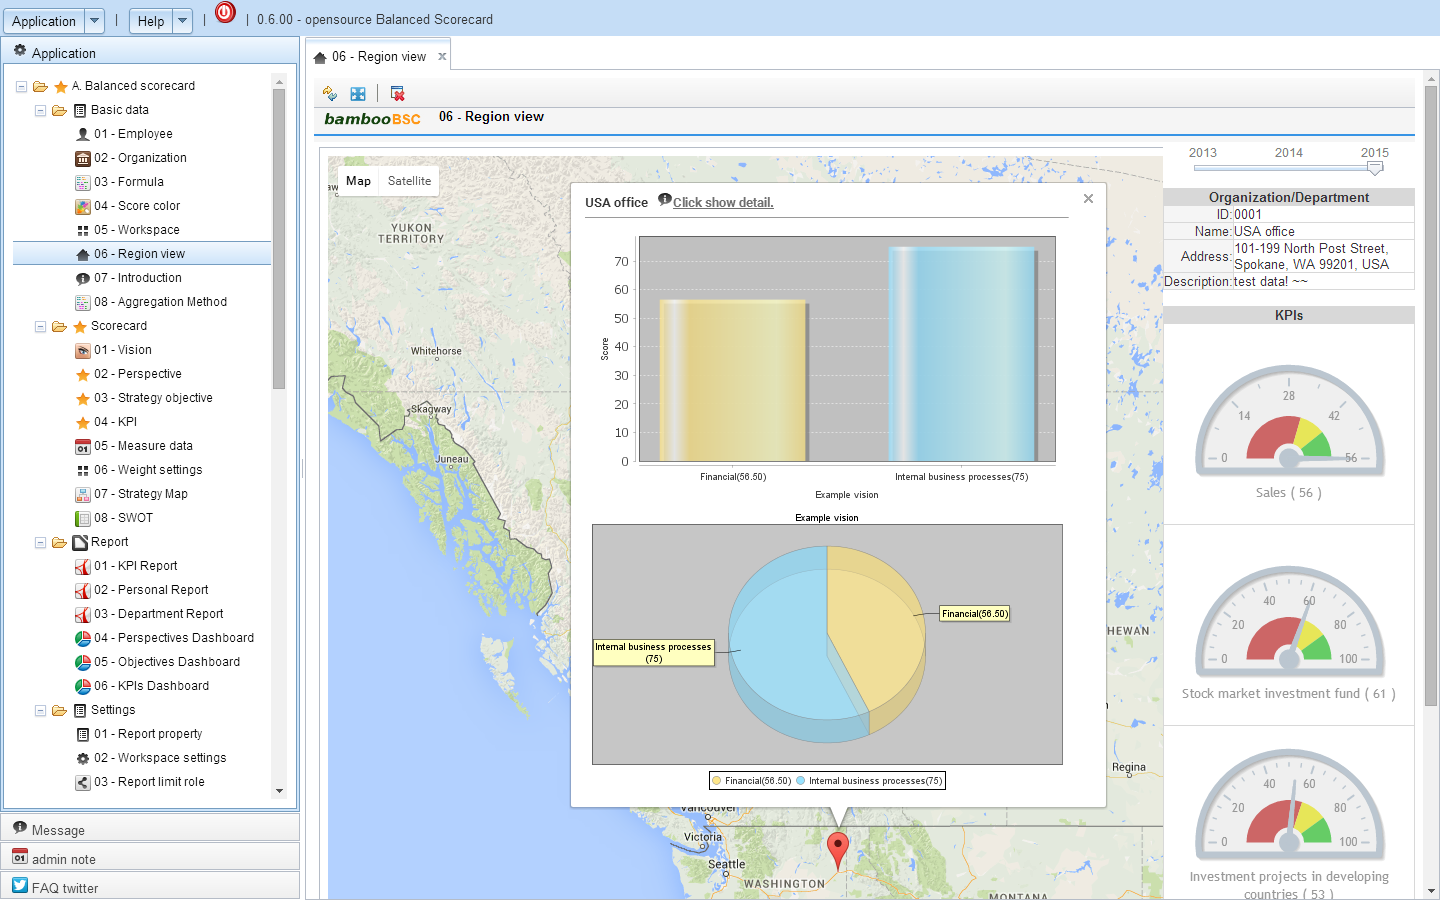 Application
Help
0.6.00 - opensource Balanced Scorecard
Application
A. Balanced scorecard
Basic data
01 - Employee
02 - Organization
03 - Formula
04 - Score color
05 - Workspace
06 - Region view
07 - Introduction
08 - Aggregation Method
Scorecard
01 - Vision
02 - Perspective
03 - Strategy objective
04 - KPI
05 - Measure data
06 - Weight settings
07 - Strategy Map
08 - SWOT
Report
01 - KPI Report
02 - Personal Report
03 - Department Report
04 - Perspectives Dashboard
05 - Objectives Dashboard
06 - KPIs Dashboard
Settings
01 - Report property
02 - Workspace settings
03 - Report limit role
Message
admin note
FAQ twitter
06 - Region view
bambooBSC
06 - Region view
Map
Satellite
YUKON
TERRITORY
Whitehorse
Skagway
Juneau
USA office
Click show detail.
70
60
50
40
30
20
10
0
Score
Financial(56.50)
Internal business processes(75)
Example vision
Example vision
Financial(56.50)
Internal business processes
(75)
Financial(56.50)
Internal business processes(75)
HEWAN
Regina
Vancouver
Victoria
Seattle
WASHINGTON
MONTANA
2013
2014
2015
Organization/Department
ID: 0001
Name: USA office
Address: 101-199 North Post Street,
Spokane, WA 99201, USA
Description: test data! ~~
KPIs
0
14
28
42
56
Sales ( 56 )
0
20
40
60
80
100
Stock market investment fund ( 61 )
0
20
40
60
80
100
Investment projects in developing
countries ( 53 )